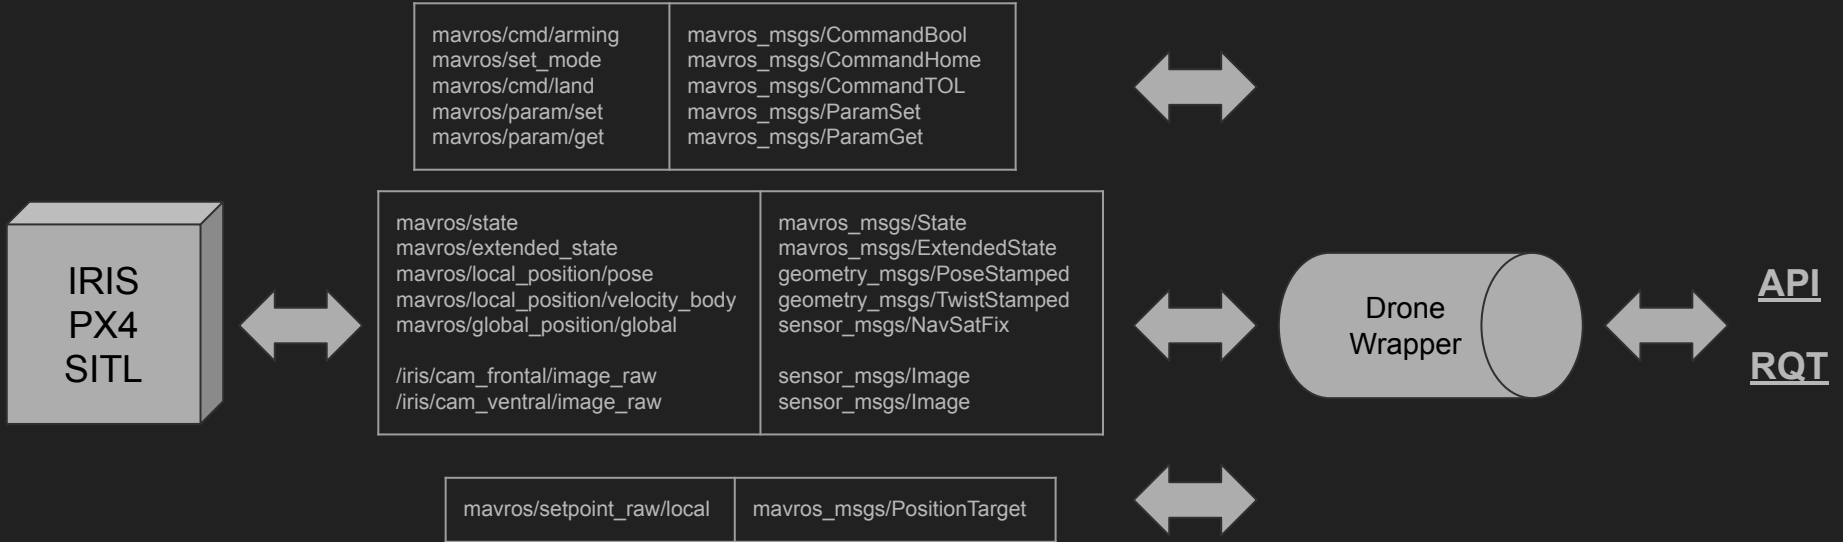 mavros/cmd/arming mavros_msgs/CommandBool
mavros/set_mode mavros_msgs/CommandHome
mavros/cmd/land mavros_msgs/CommandTOL
mavros/param/set mavros_msgs/ParamSet
mavros/param/get mavros_msgs/ParamGet
IRIS
PX4
SITL
mavros/state mavros_msgs/State
mavros/extended_state mavros_msgs/ExtendedState
mavros/local_position/pose geometry_msgs/PoseStamped
mavros/local_position/velocity_body geometry_msgs/TwistStamped
mavros/global_position/global sensor_msgs/NavSatFix
/iris/cam_frontal/image_raw sensor_msgs/Image
/iris/cam_ventral/image_raw sensor_msgs/Image
Drone
Wrapper
API
RQT
mavros/setpoint_raw/local mavros_msgs/PositionTarget